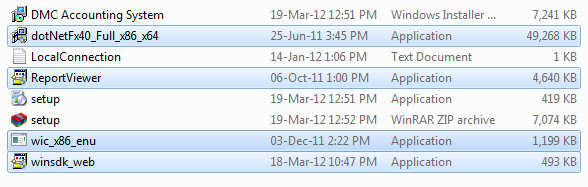 DMC Accounting System 19-Mar-12 12:51 PM Windows Installer ... 7,241 KB
dotNetFx40_Full_x86_x64 25-Jun-11 3:45 PM Application 49,268 KB
LocalConnection 14-Jan-12 1:06 PM Text Document 1 KB
ReportViewer 06-Oct-11 1:00 PM Application 4,640 KB
setup 19-Mar-12 12:51 PM Application 419 KB
setup 19-Mar-12 12:52 PM WinRAR ZIP archive 7,074 KB
wic_x86_enu 03-Dec-11 2:22 PM Application 1,199 KB
winsdk_web 18-Mar-12 10:47 PM Application 493 KB